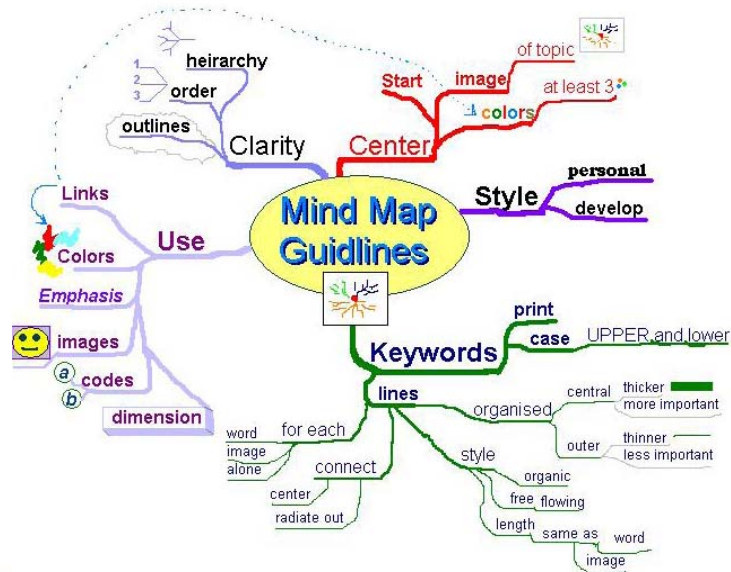 Mind Map
Guidlines
Center
Start
image
of topic
colors
at least 3
Style
personal
develop
Keywords
print
case
UPPER and lower
lines
organised
central
thicker
more important
outer
thinner
less important
style
organic
free flowing
length
same as
word
image
connect
center
radiate out
for each
word
image
alone
Use
Links
Colors
Emphasis
images
codes
a
b
dimension
Clarity
heirarchy
order
1
2
3
outlines